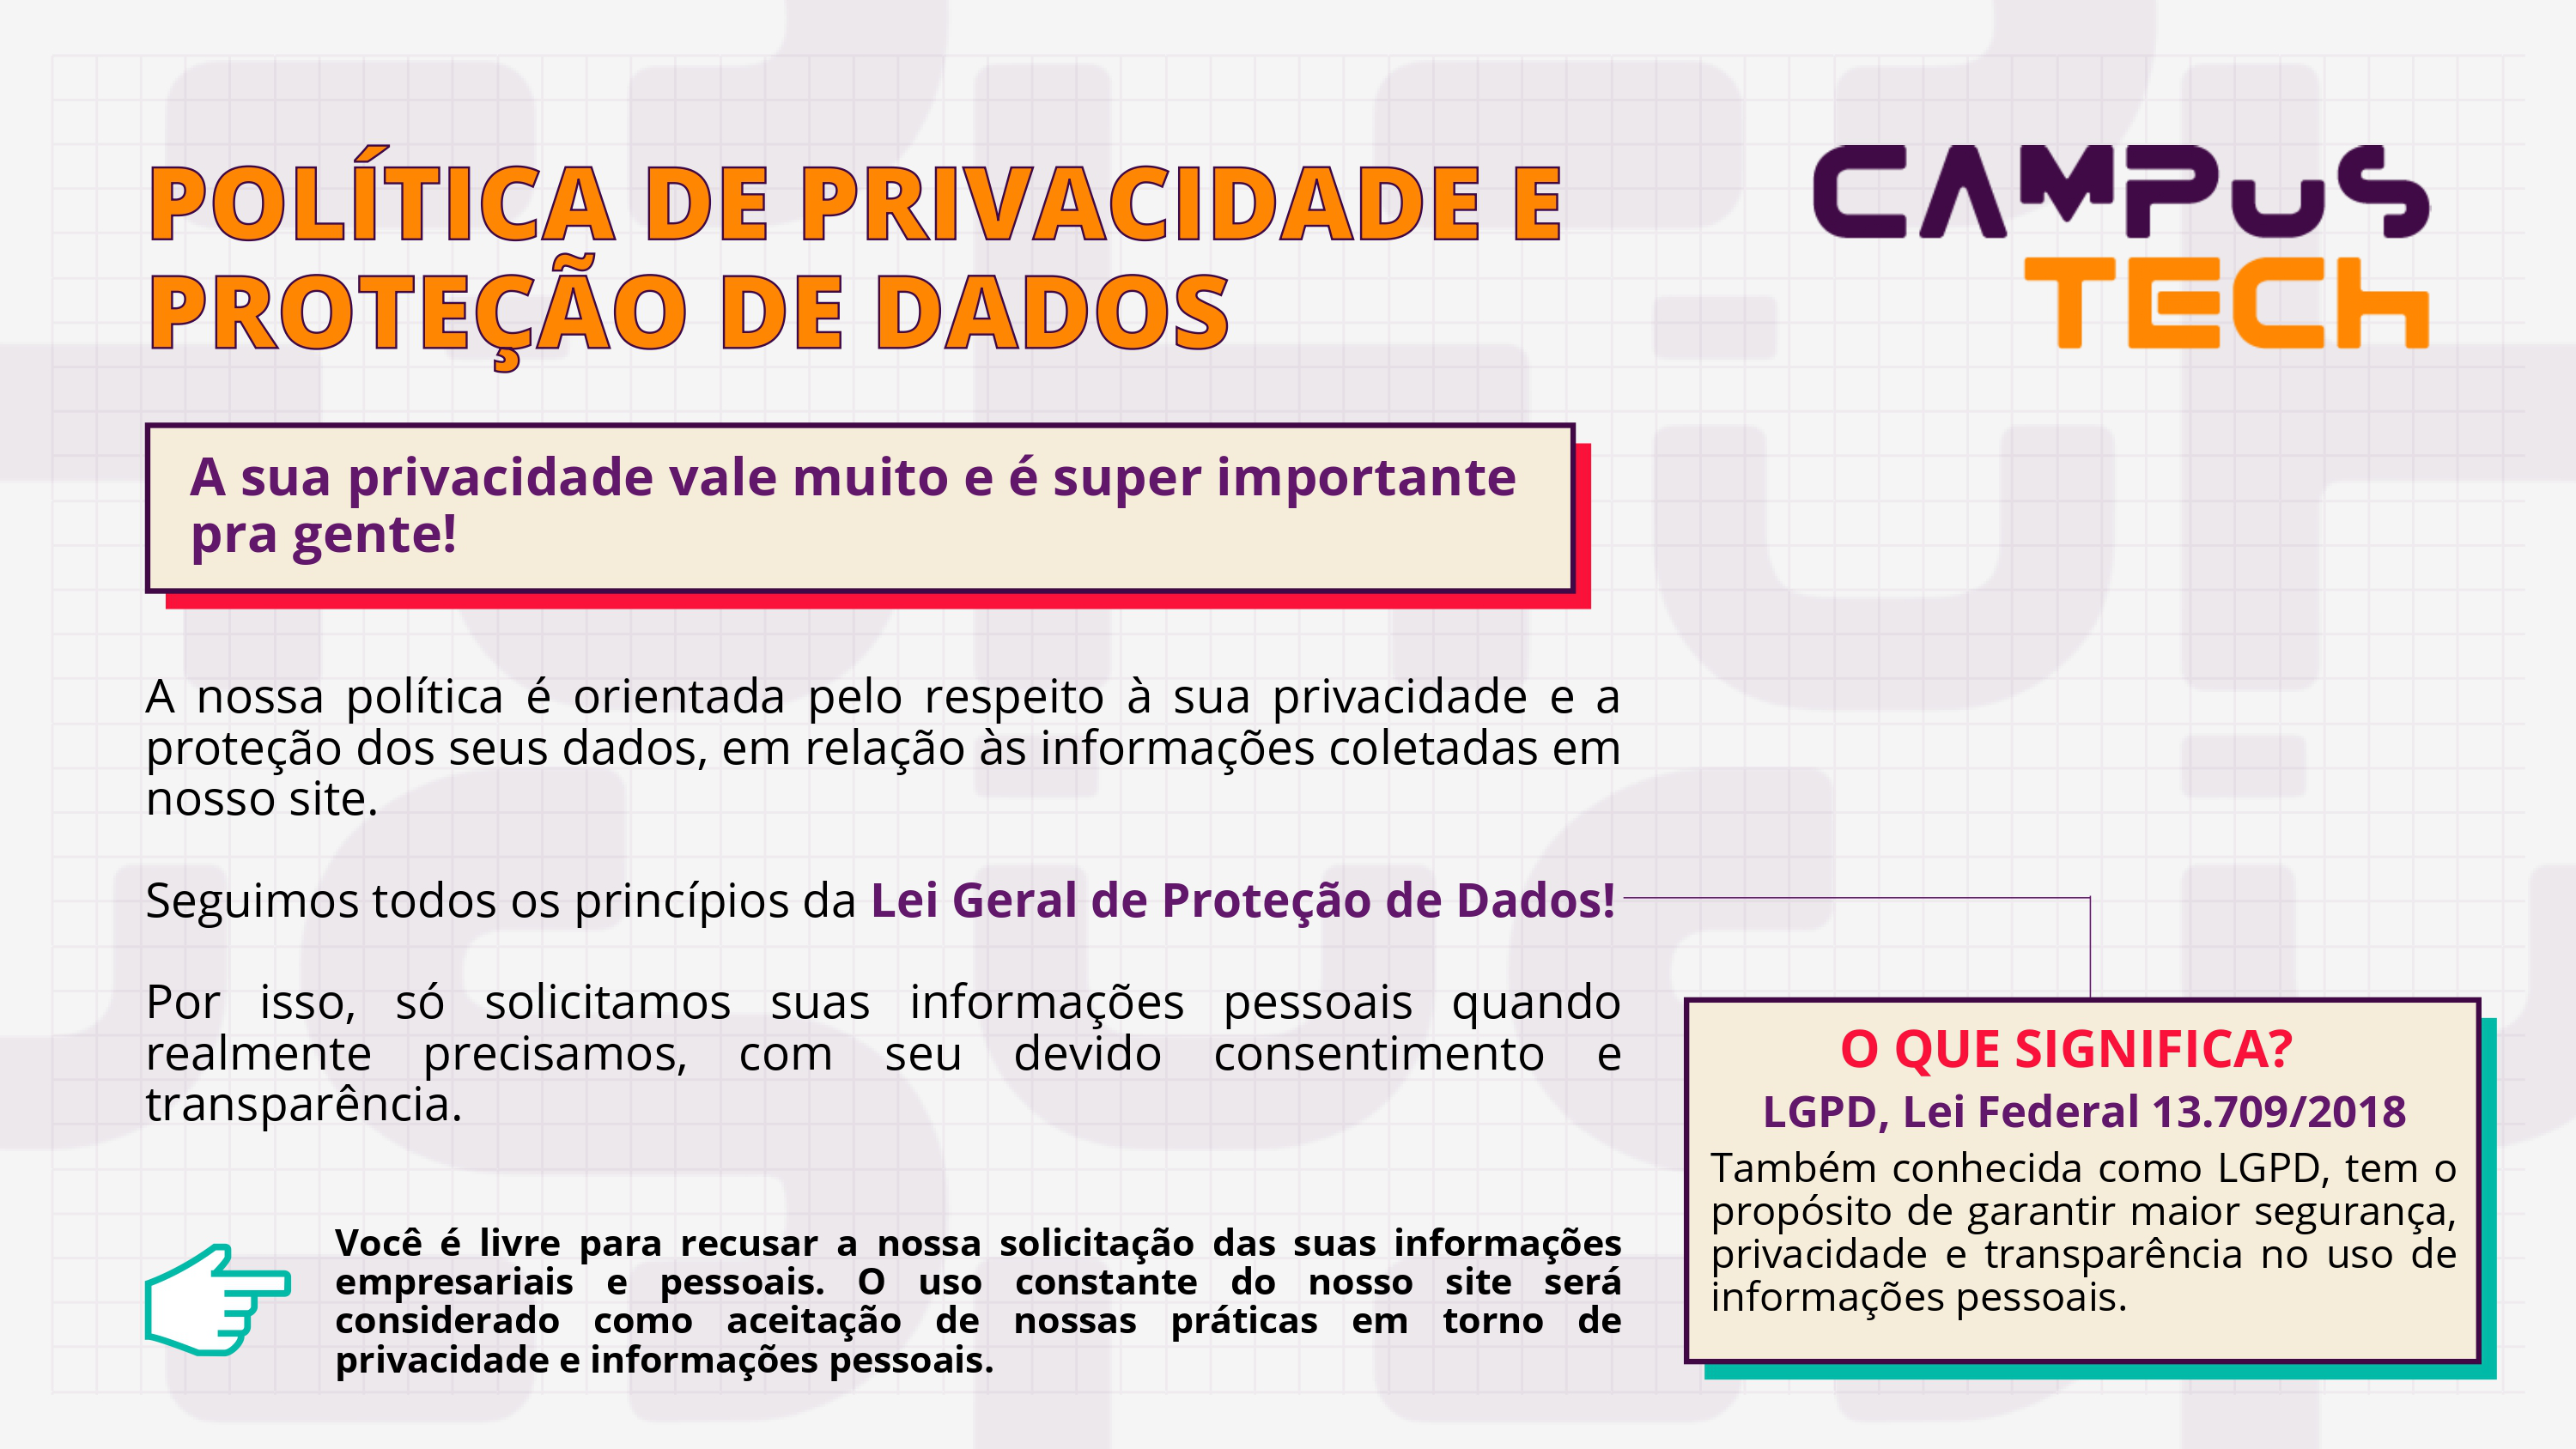 POLÍTICA DE PRIVACIDADE E
PROTEÇÃO DE DADOS
CAMPUS
TECH
A sua privacidade vale muito e é super importante
pra gente!
A nossa política é orientada pelo respeito à sua privacidade e a
proteção dos seus dados, em relação às informações coletadas em
nosso site.
Seguimos todos os princípios da Lei Geral de Proteção de Dados!
Por isso, só solicitamos suas informações pessoais quando
realmente precisamos, com seu devido consentimento e
transparência.
Você é livre para recusar a nossa solicitação das suas informações
empresariais e pessoais. O uso constante do nosso site será
considerado como aceitação de nossas práticas em torno de
privacidade e informações pessoais.
O QUE SIGNIFICA?
LGPD, Lei Federal 13.709/2018
Também conhecida como LGPD, tem o
propósito de garantir maior segurança,
privacidade e transparência no uso de
informações pessoais.